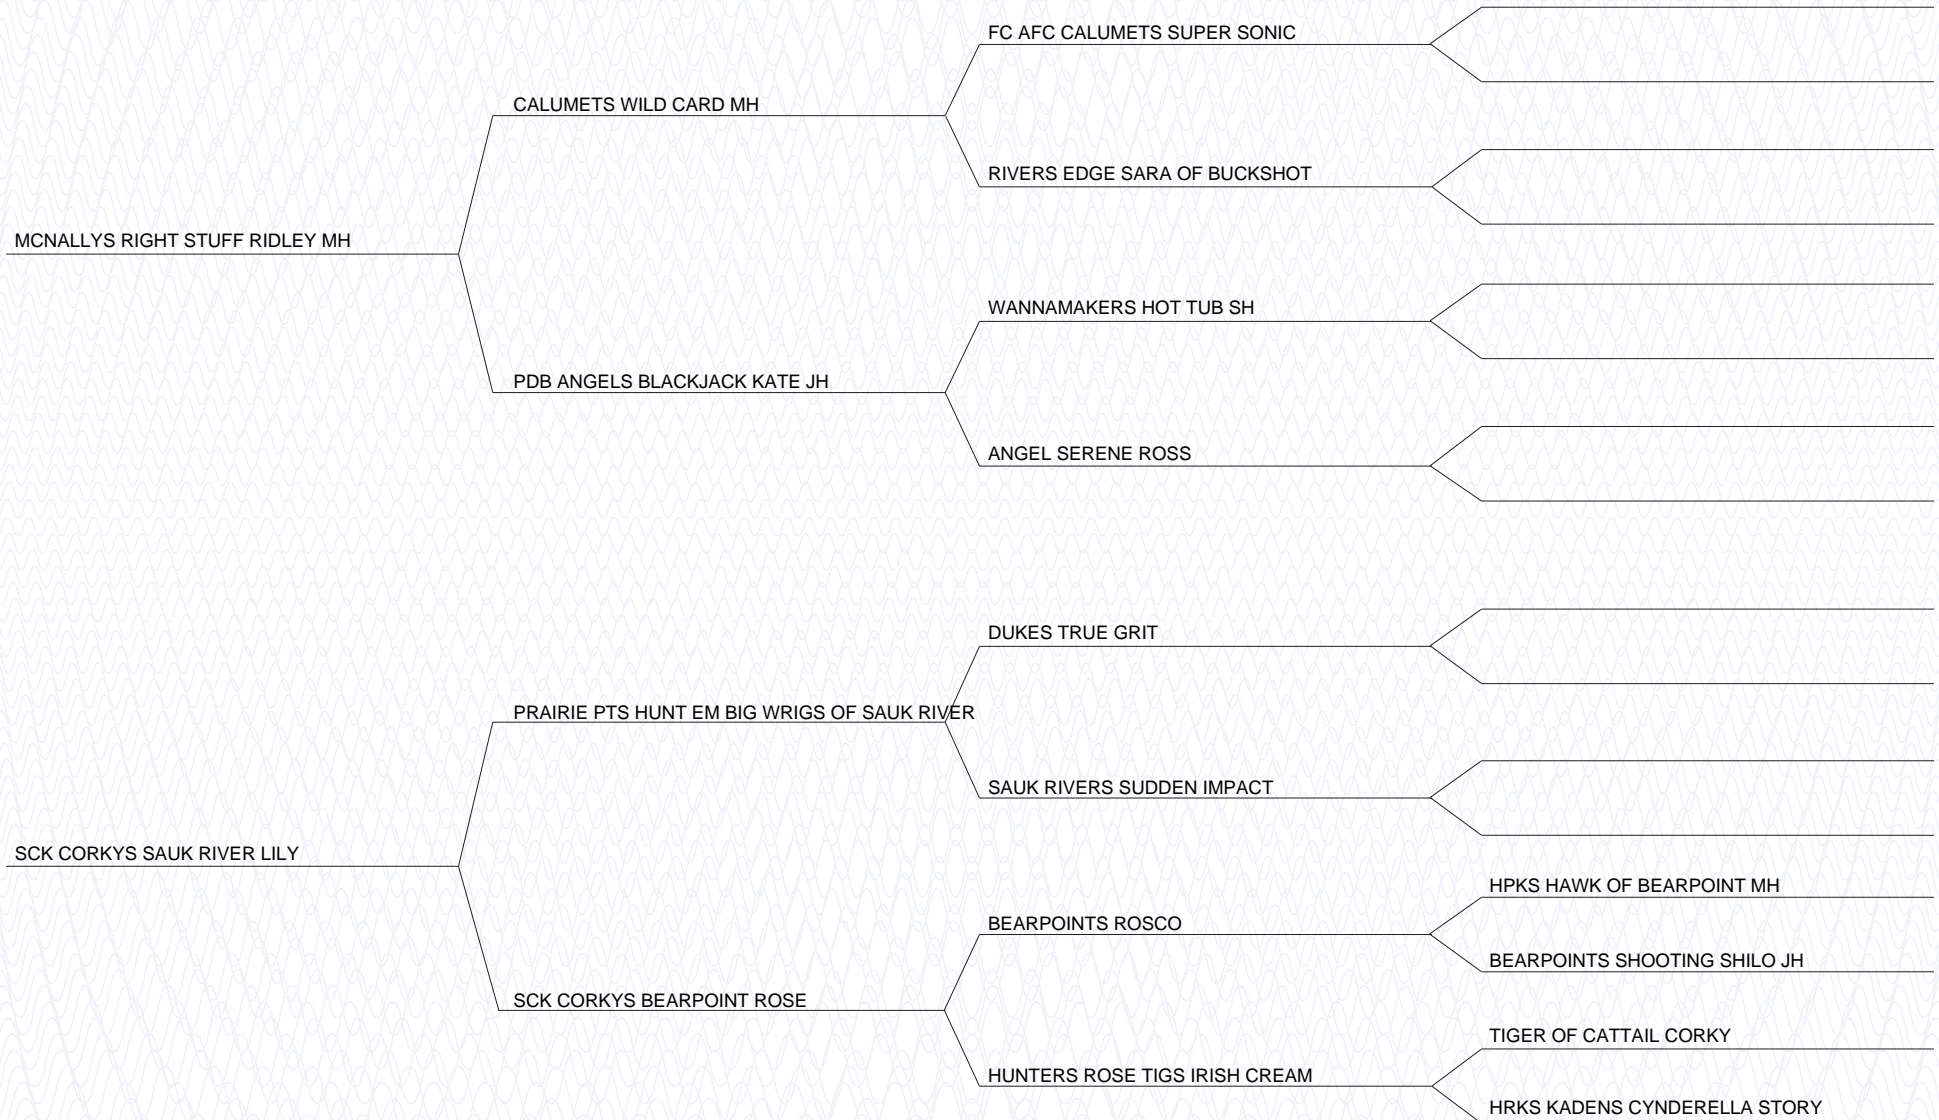 FC AFC CALUMETS SUPER SONIC
CALUMETS WILD CARD MH
RIVERS EDGE SARA OF BUCKSHOT
MCNALLYS RIGHT STUFF RIDLEY MH
WANNAMAKERS HOT TUB SH
PDB ANGELS BLACKJACK KATE JH
ANGEL SERENE ROSS
DUKES TRUE GRIT
PRAIRIE PTS HUNT EM BIG WRIGS OF SAUK RIVER
SAUK RIVERS SUDDEN IMPACT
SCK CORKYS SAUK RIVER LILY
HPKS HAWK OF BEARPOINT MH
BEARPOINTS ROSCO
BEARPOINTS SHOOTING SHILO JH
SCK CORKYS BEARPOINT ROSE
TIGER OF CATTAIL CORKY
HUNTERS ROSE TIGS IRISH CREAM
HRKS KADENS CYNDERELLA STORY